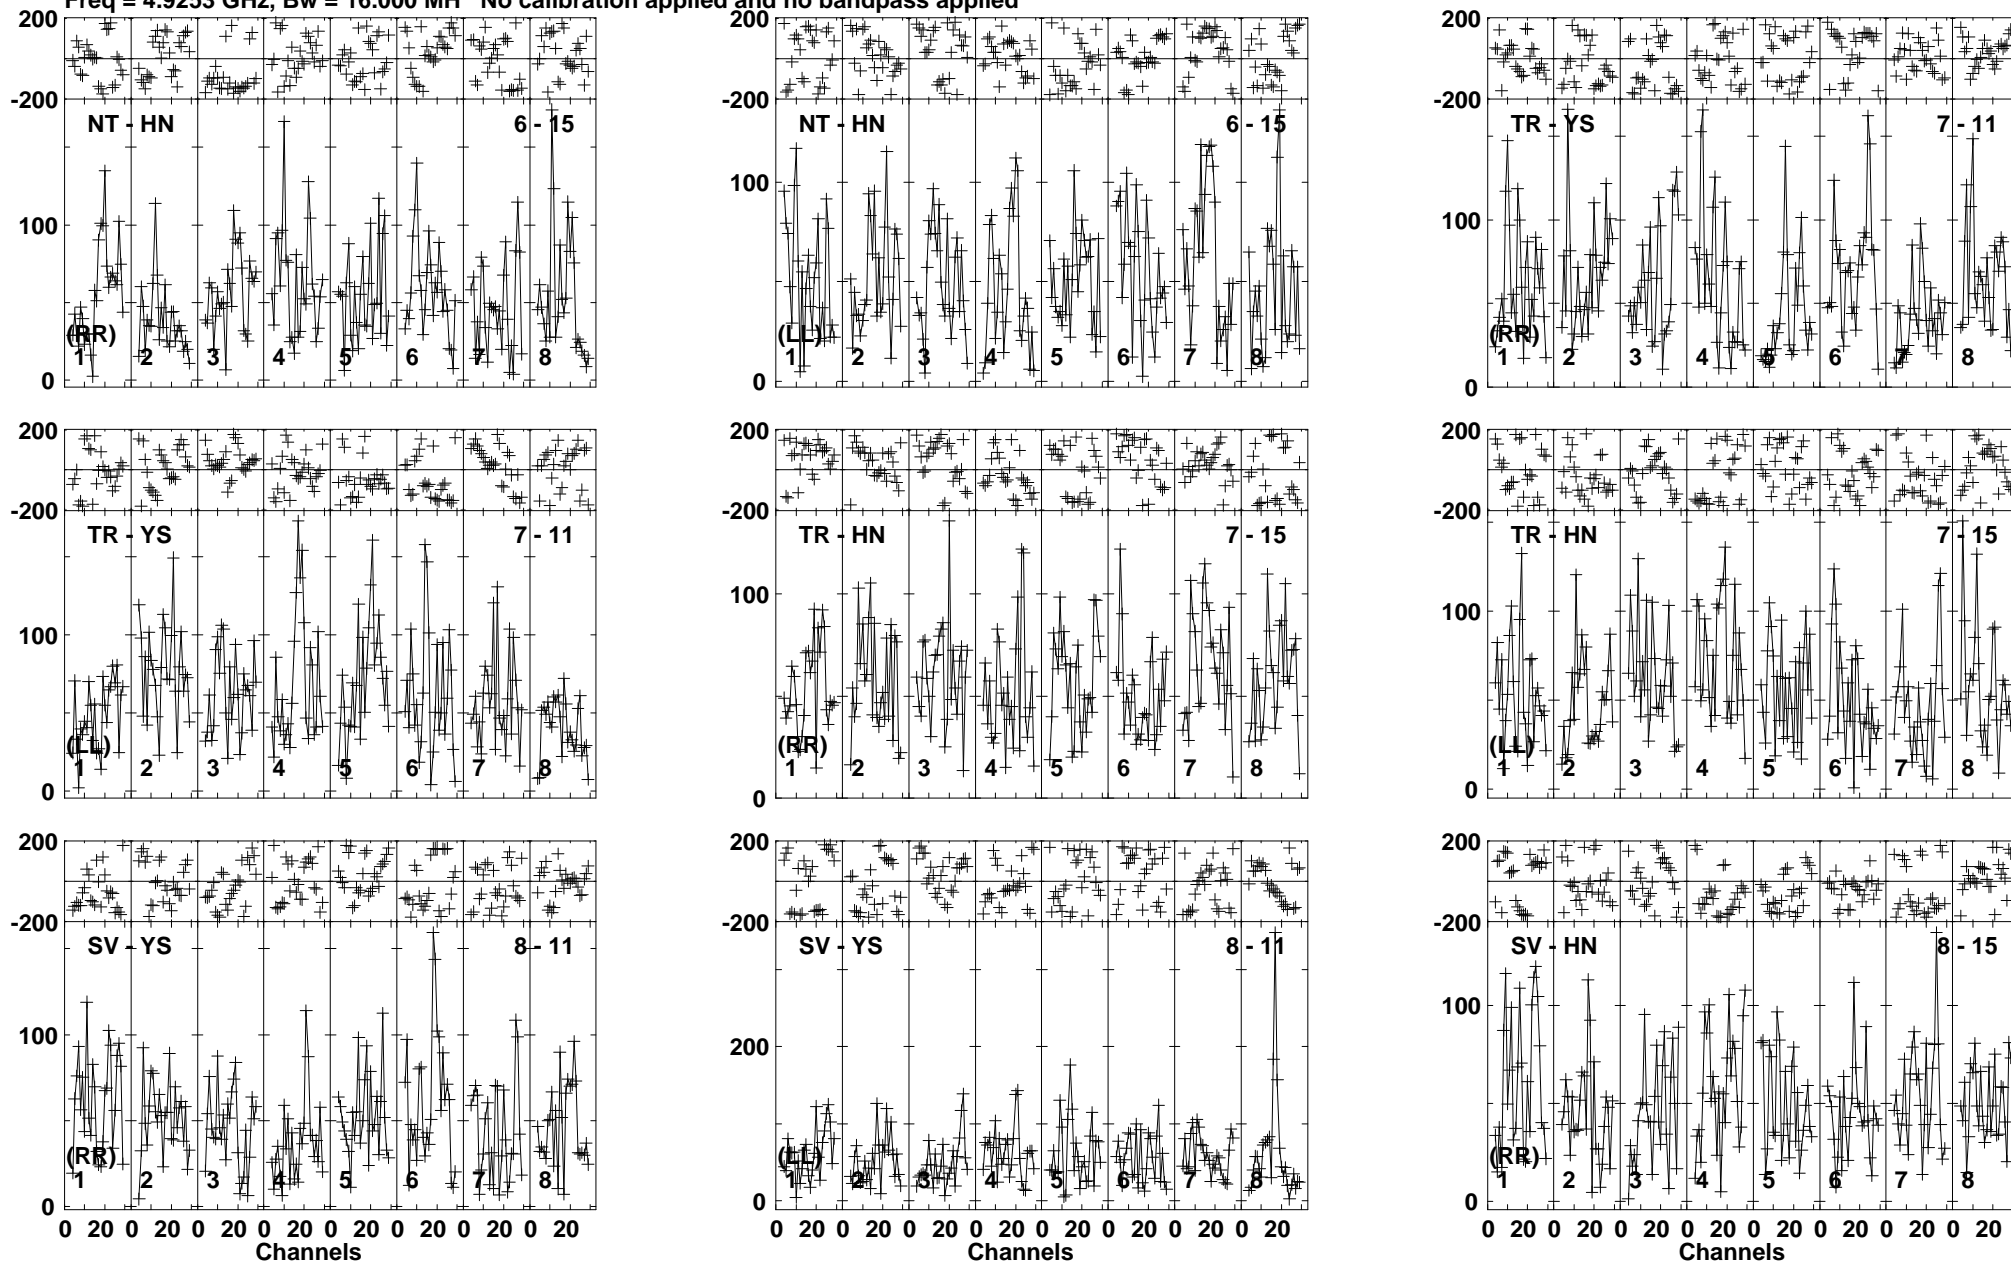 Freq = 4.9253 GHz, Bw = 16.000 MH No calibration applied and no bandpass applied
200
-200
NT - HN 6 - 15
100
(RR)
1 2 3 4 5 6 7 8
0
200
-200
NT - HN 6 - 15
100
(LL)
1 2 3 4 5 6 7 8
0
200
-200
TR - YS 7 - 11
100
(RR)
1 2 3 4 5 6 7 8
0
200
-200
TR - YS 7 - 11
100
(LL)
1 2 3 4 5 6 7 8
0
200
-200
TR - HN 7 - 15
100
(RR)
1 2 3 4 5 6 7 8
0
200
-200
TR - HN 7 - 15
100
(LL)
1 2 3 4 5 6 7 8
0
200
-200
SV - YS 8 - 11
100
(RR)
1 2 3 4 5 6 7 8
0
0 20 0 20 0 20 0 20 0 20 0 20 0 20 0 20
Channels
200
-200
SV - YS 8 - 11
200
(LL)
1 2 3 4 5 6 7 8
0
0 20 0 20 0 20 0 20 0 20 0 20 0 20 0 20
Channels
200
-200
SV - HN 8 - 15
100
(RR)
1 2 3 4 5 6 7 8
0
0 20 0 20 0 20 0 20 0 20 0 20 0 20 0 20
Channels